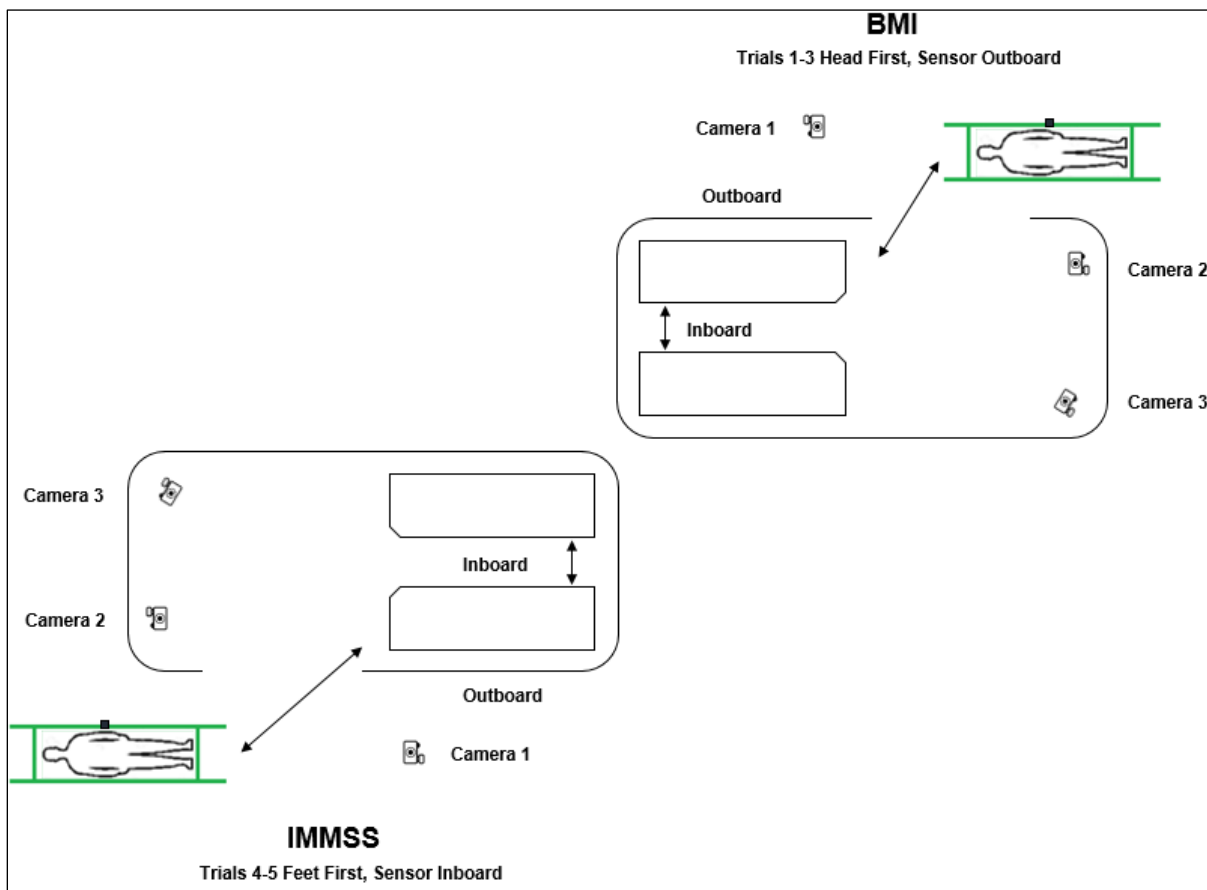 BMI
Trials 1-3 Head First, Sensor Outboard
Camera 1
Outboard
Camera 2
Inboard
Camera 3
Camera 3
Inboard
Camera 2
Outboard
Camera 1
IMMSS
Trials 4-5 Feet First, Sensor Inboard